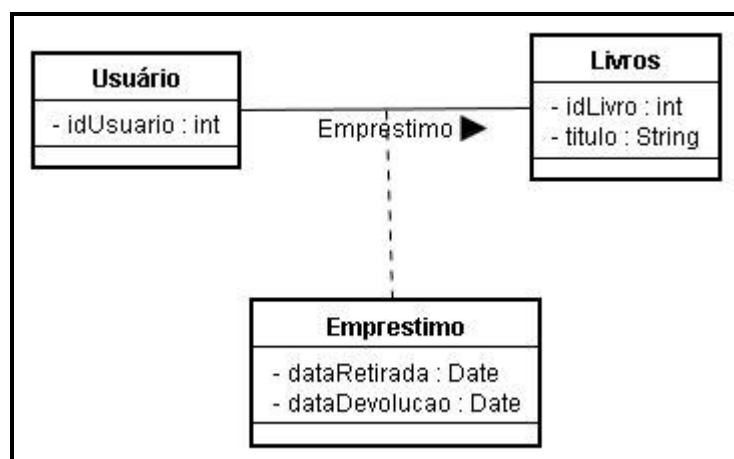 Usuário
- idUsuario : int
Emprestimo ▶
Livros
- idLivro : int
- titulo : String
Emprestimo
- dataRetirada : Date
- dataDevolucao : Date